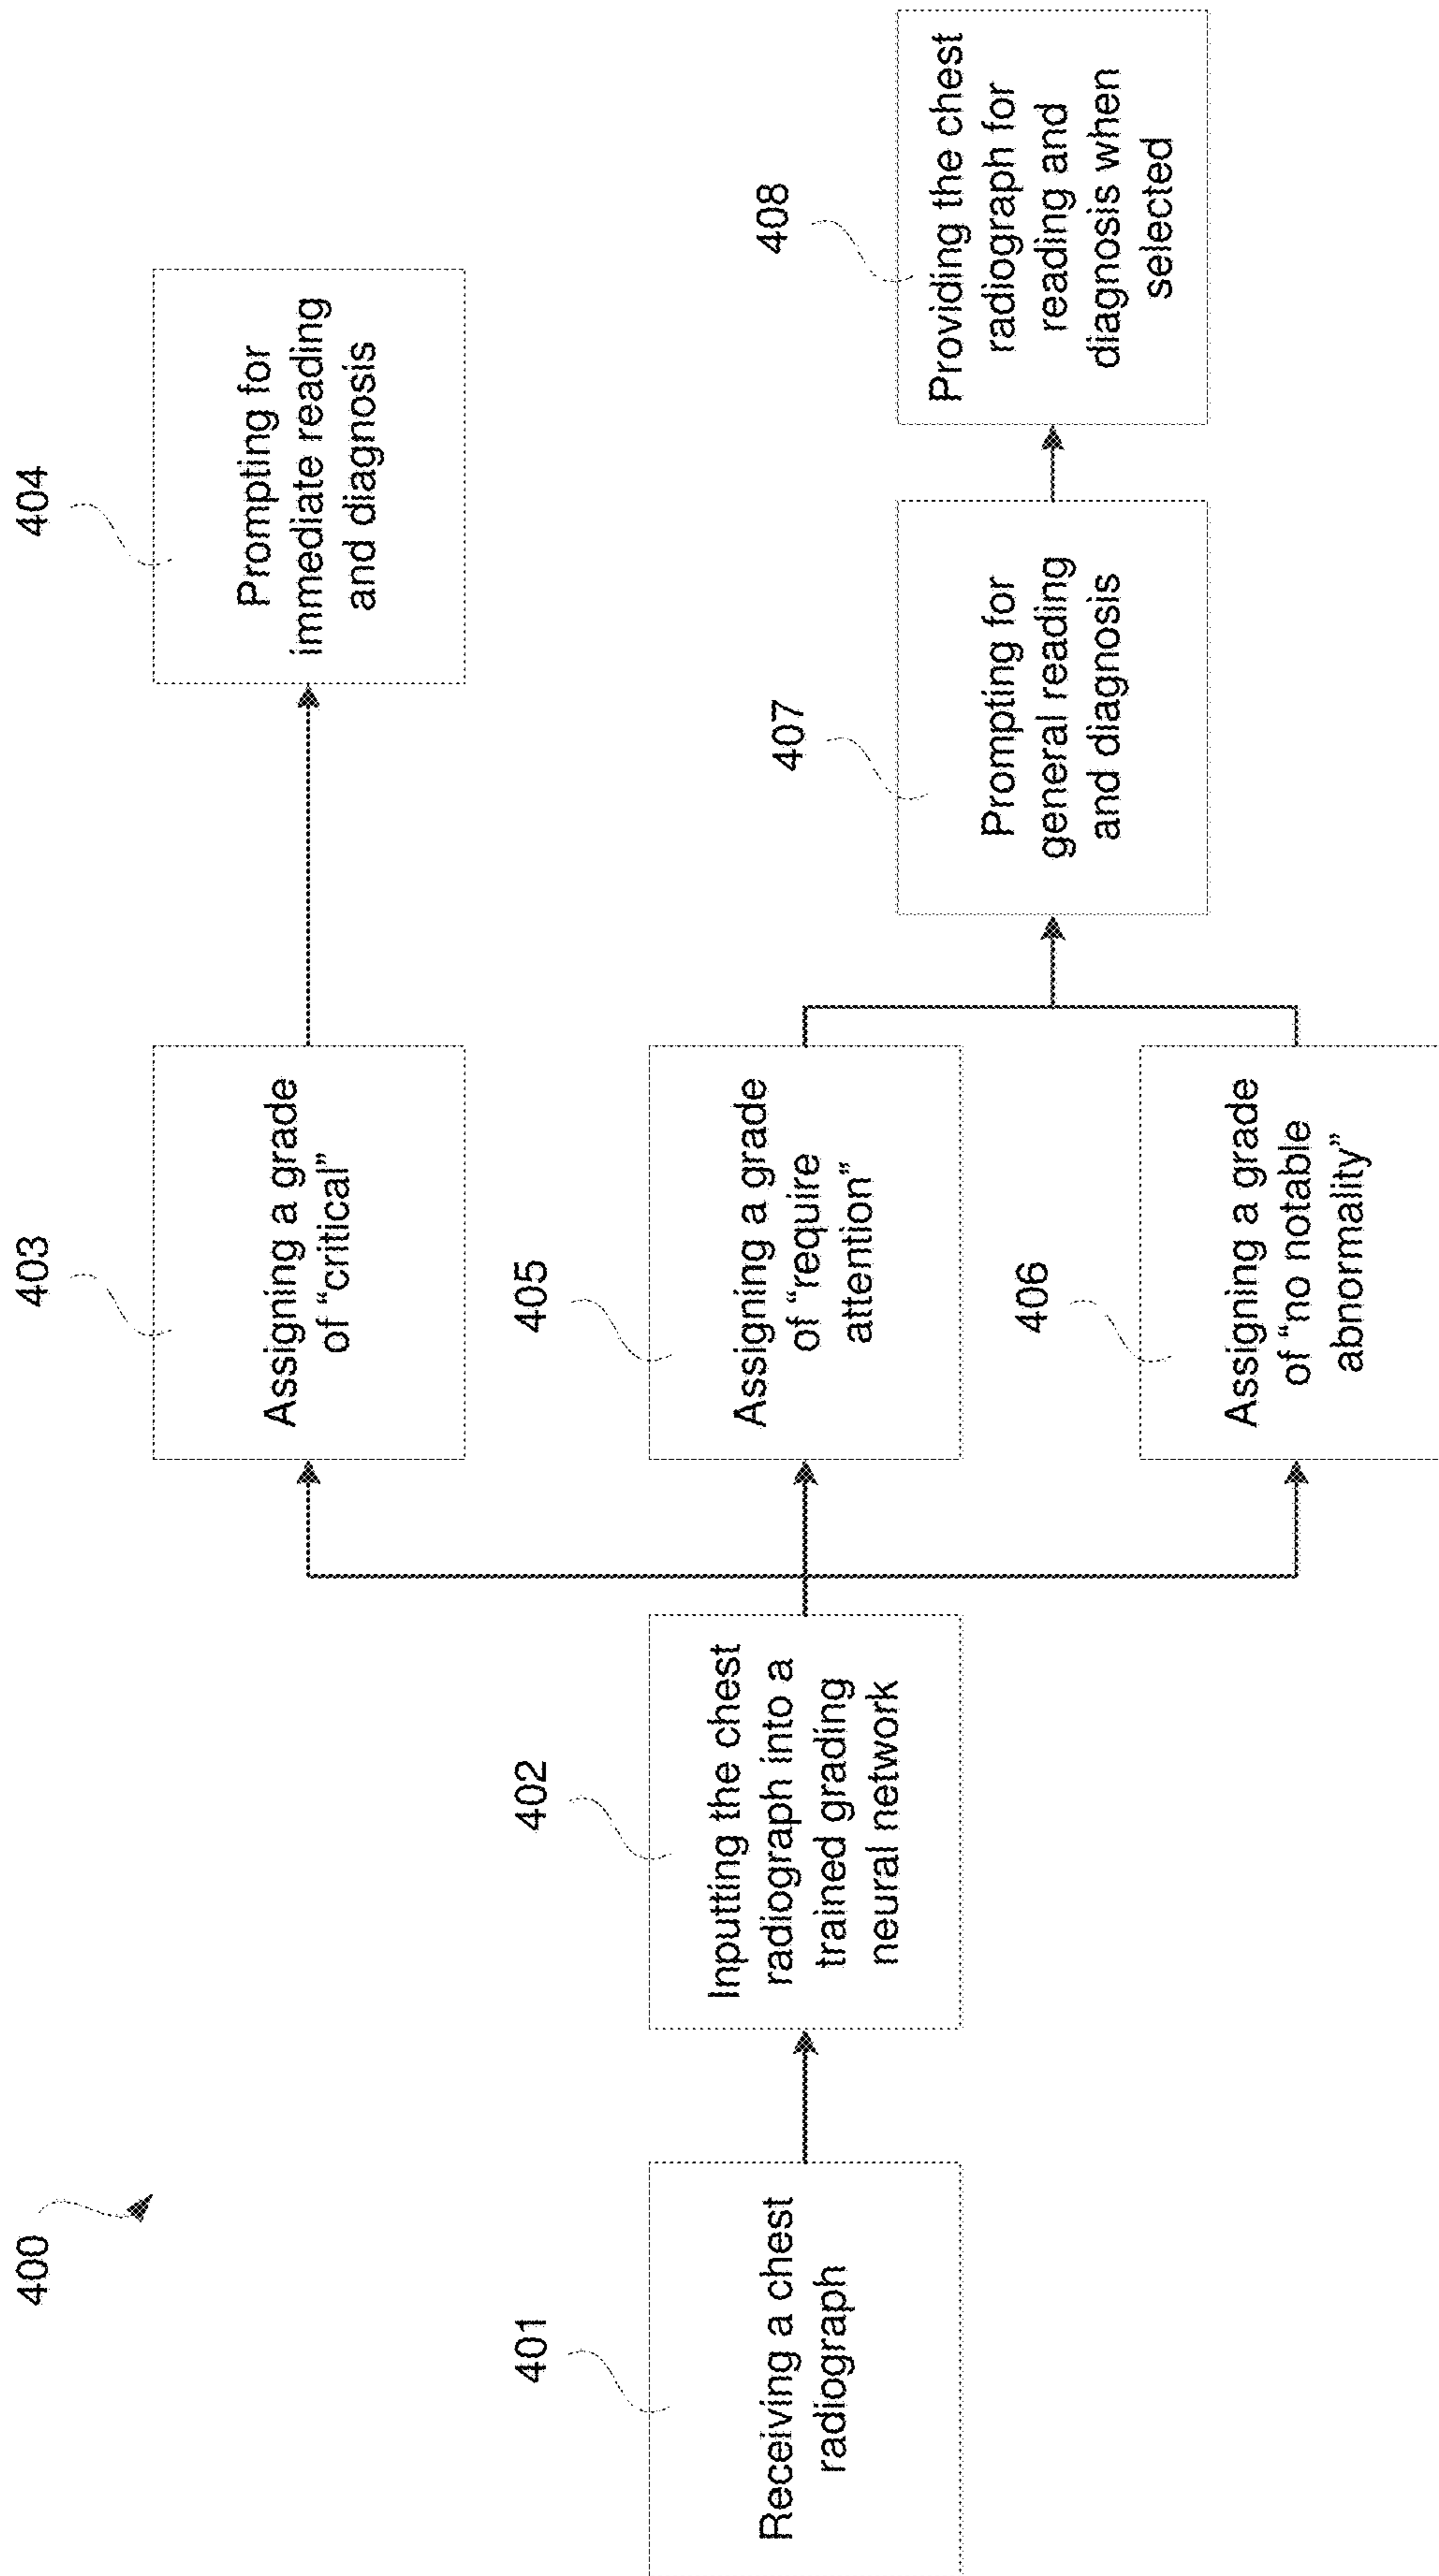 400
401
Receiving a chest
radiograph
402
Inputting the chest
radiograph into a
trained grading
neural network
403
Assigning a grade
of “critical”
404
Prompting for
immediate reading
and diagnosis
405
Assigning a grade
of “require
attention”
406
Assigning a grade
of “no notable
abnormality”
407
Prompting for
general reading
and diagnosis
408
Providing the chest
radiograph for
reading and
diagnosis when
selected